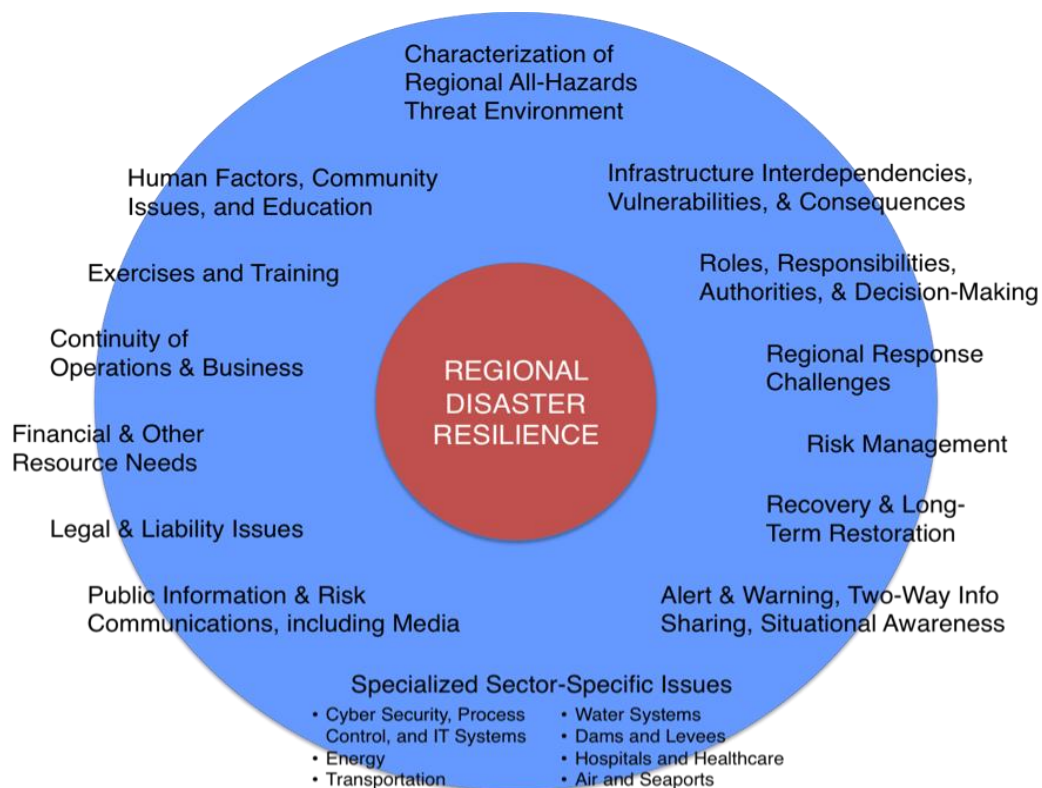 Characterization of
Regional All-Hazards
Threat Environment
Human Factors, Community
Issues, and Education
Infrastructure Interdependencies,
Vulnerabilities, & Consequences
Exercises and Training
Roles, Responsibilities,
Authorities, & Decision-Making
Continuity of
Operations & Business
Regional Response
Challenges
REGIONAL
DISASTER
RESILIENCE
Financial & Other
Resource Needs
Risk Management
Legal & Liability Issues
Recovery & Long-
Term Restoration
Public Information & Risk
Communications, including Media
Alert & Warning, Two-Way Info
Sharing, Situational Awareness
Specialized Sector-Specific Issues
• Cyber Security, Process
Control, and IT Systems
• Energy
• Transportation
• Water Systems
• Dams and Levees
• Hospitals and Healthcare
• Air and Seaports